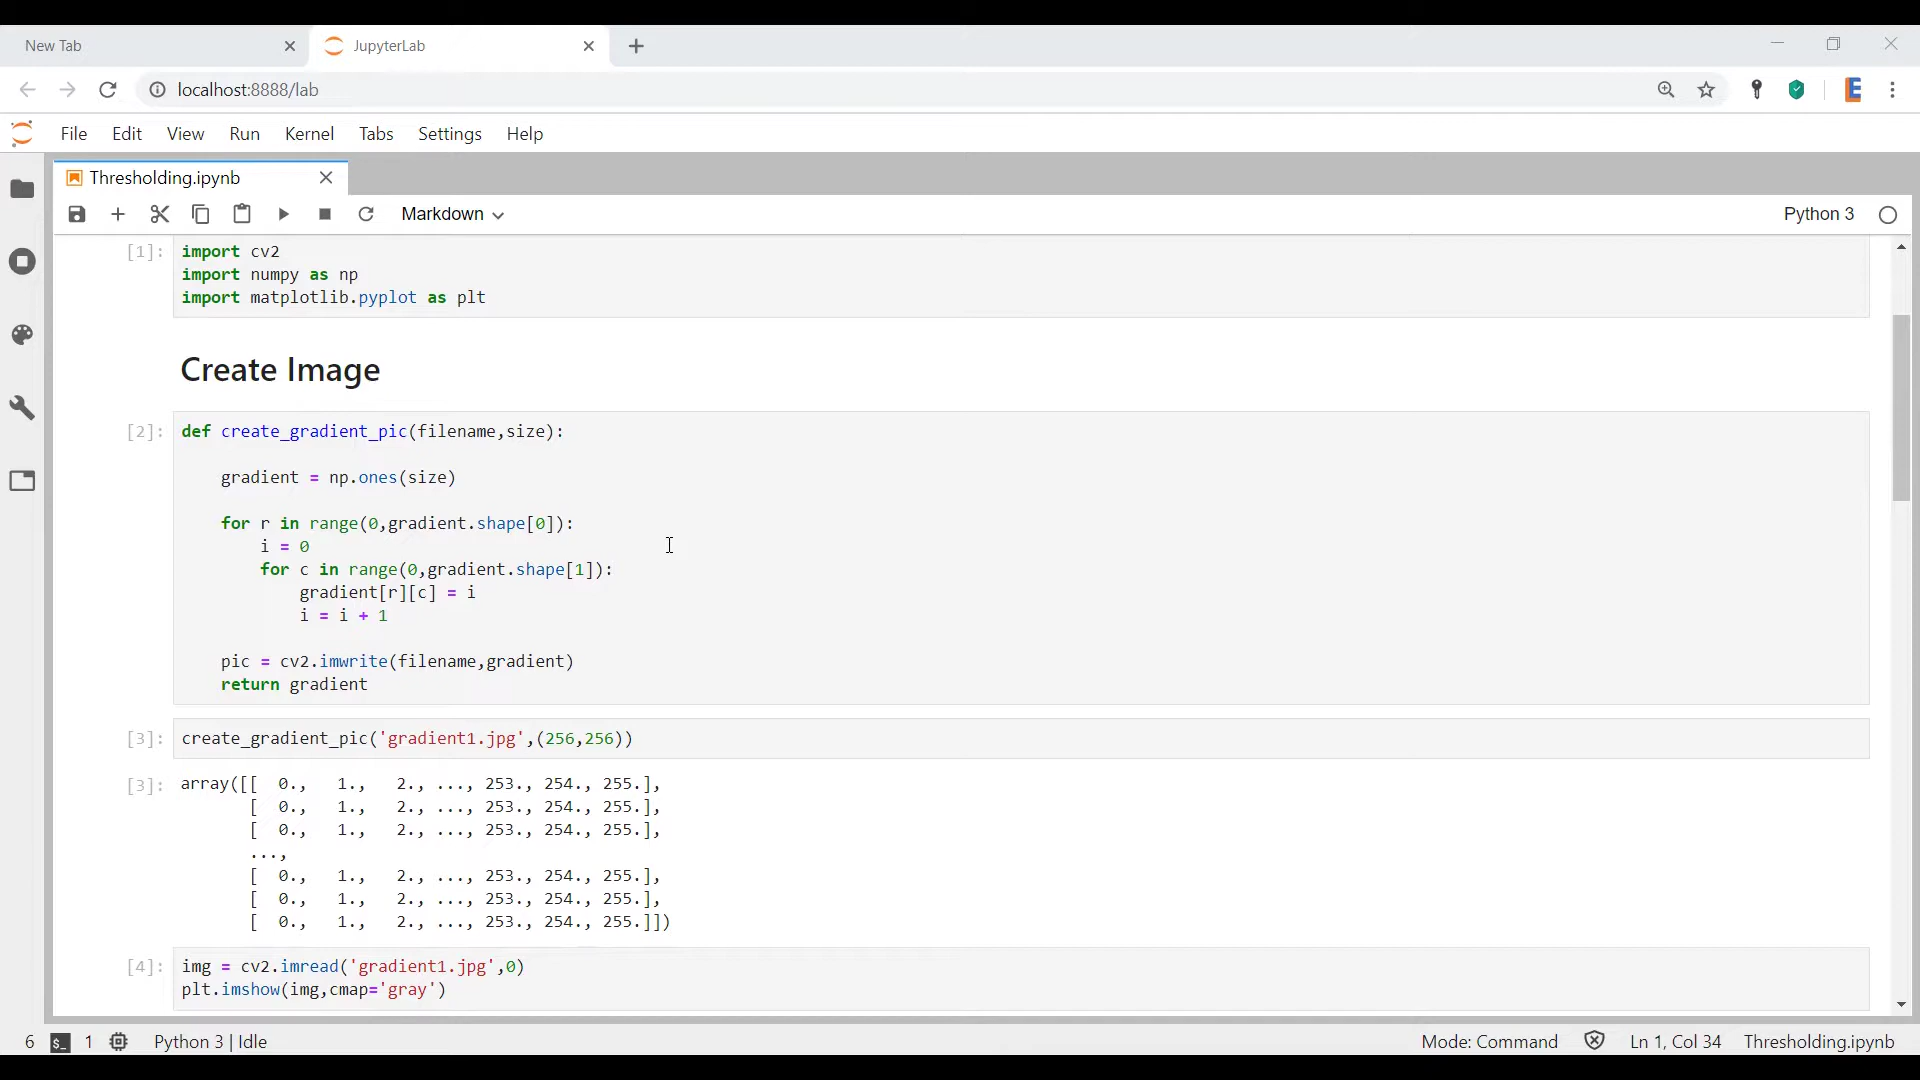 New Tab
JupyterLab
localhost:8888/lab
File Edit View Run Kernel Tabs Settings Help
Thresholding.ipynb
Markdown
Python 3
[1]:
import cv2
import numpy as np
import matplotlib.pyplot as plt
Create Image
[2]:
def create_gradient_pic(filename,size):
    gradient = np.ones(size)
    for r in range(0,gradient.shape[0]):
        i = 0
        for c in range(0,gradient.shape[1]):
            gradient[r][c] = i
            i = i + 1
    pic = cv2.imwrite(filename,gradient)
    return gradient
[3]:
create_gradient_pic('gradient1.jpg',(256,256))
[3]:
array([[  0.,   1.,   2., ..., 253., 254., 255.],
       [  0.,   1.,   2., ..., 253., 254., 255.],
       [  0.,   1.,   2., ..., 253., 254., 255.],
       ...,
       [  0.,   1.,   2., ..., 253., 254., 255.],
       [  0.,   1.,   2., ..., 253., 254., 255.],
       [  0.,   1.,   2., ..., 253., 254., 255.]])
[4]:
img = cv2.imread('gradient1.jpg',0)
plt.imshow(img,cmap='gray')
6 $_ 1 Python 3 | Idle Mode: Command Ln 1, Col 34 Thresholding.ipynb